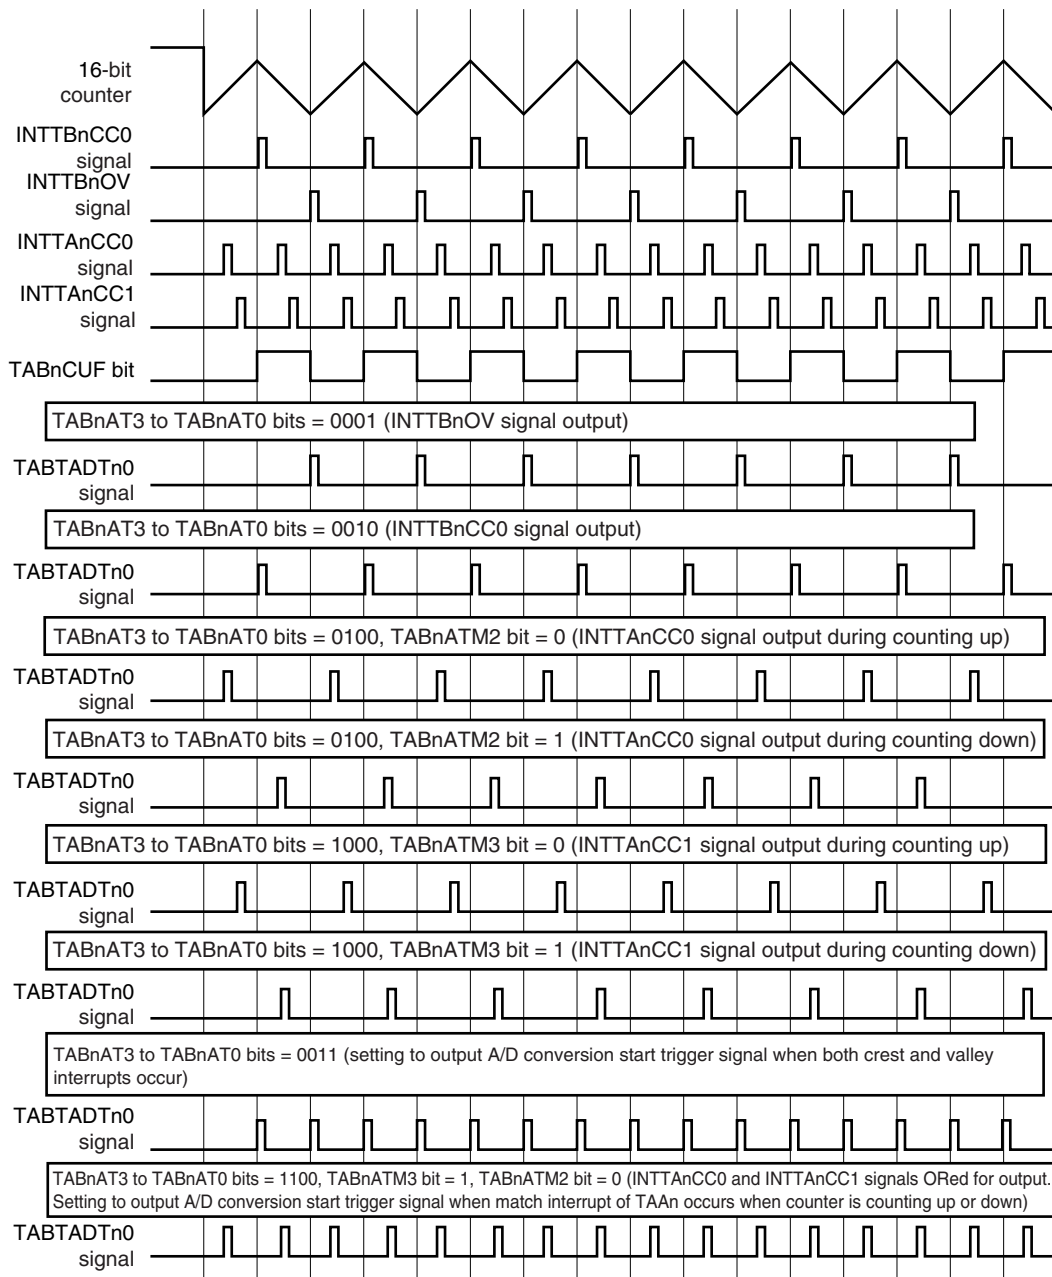 16-bit
counter
INTTBnCC0
signal
INTTBnOV
signal
INTTAnCC0
signal
INTTAnCC1
signal
TABnCUF bit
TABnAT3 to TABnAT0 bits = 0001 (INTTBnOV signal output)
TABTADTn0
signal
TABnAT3 to TABnAT0 bits = 0010 (INTTBnCC0 signal output)
TABTADTn0
signal
TABnAT3 to TABnAT0 bits = 0100, TABnATM2 bit = 0 (INTTAnCC0 signal output during counting up)
TABTADTn0
signal
TABnAT3 to TABnAT0 bits = 0100, TABnATM2 bit = 1 (INTTAnCC0 signal output during counting down)
TABTADTn0
signal
TABnAT3 to TABnAT0 bits = 1000, TABnATM3 bit = 0 (INTTAnCC1 signal output during counting up)
TABTADTn0
signal
TABnAT3 to TABnAT0 bits = 1000, TABnATM3 bit = 1 (INTTAnCC1 signal output during counting down)
TABTADTn0
signal
TABnAT3 to TABnAT0 bits = 0011 (setting to output A/D conversion start trigger signal when both crest and valley
interrupts occur)
TABTADTn0
signal
TABnAT3 to TABnAT0 bits = 1100, TABnATM3 bit = 1, TABnATM2 bit = 0 (INTTAnCC0 and INTTAnCC1 signals ORed for output.
Setting to output A/D conversion start trigger signal when match interrupt of TAAn occurs when counter is counting up or down)
TABTADTn0
signal